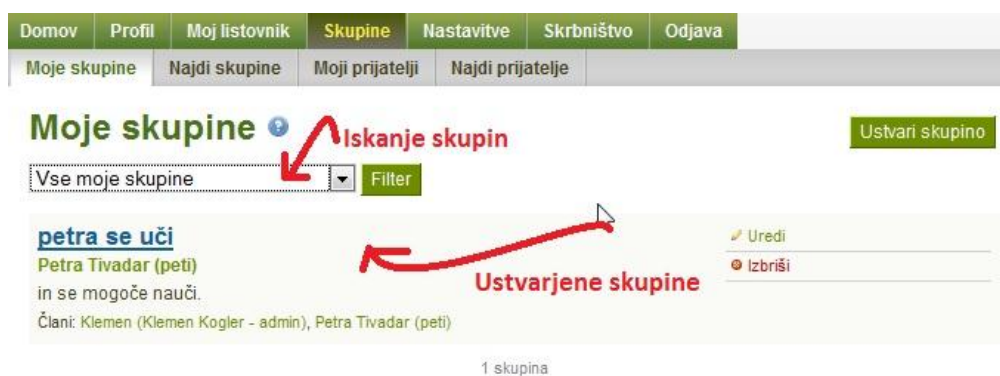 Domov Profil Moj listovnik Skupine Nastavitve Skrbništvo Odjava
Moje skupine Najdi skupine Moji prijatelji Najdi prijatelje
Moje skupine
Iskanje skupin
Ustvari skupino
Vse moje skupine Filter
petra se uči
Uredi
Petra Tivadar (peti)
Izbriši
Ustvarjene skupine
in se mogoče nauči.
Člani: Klemen (Klemen Kogler - admin), Petra Tivadar (peti)
1 skupina